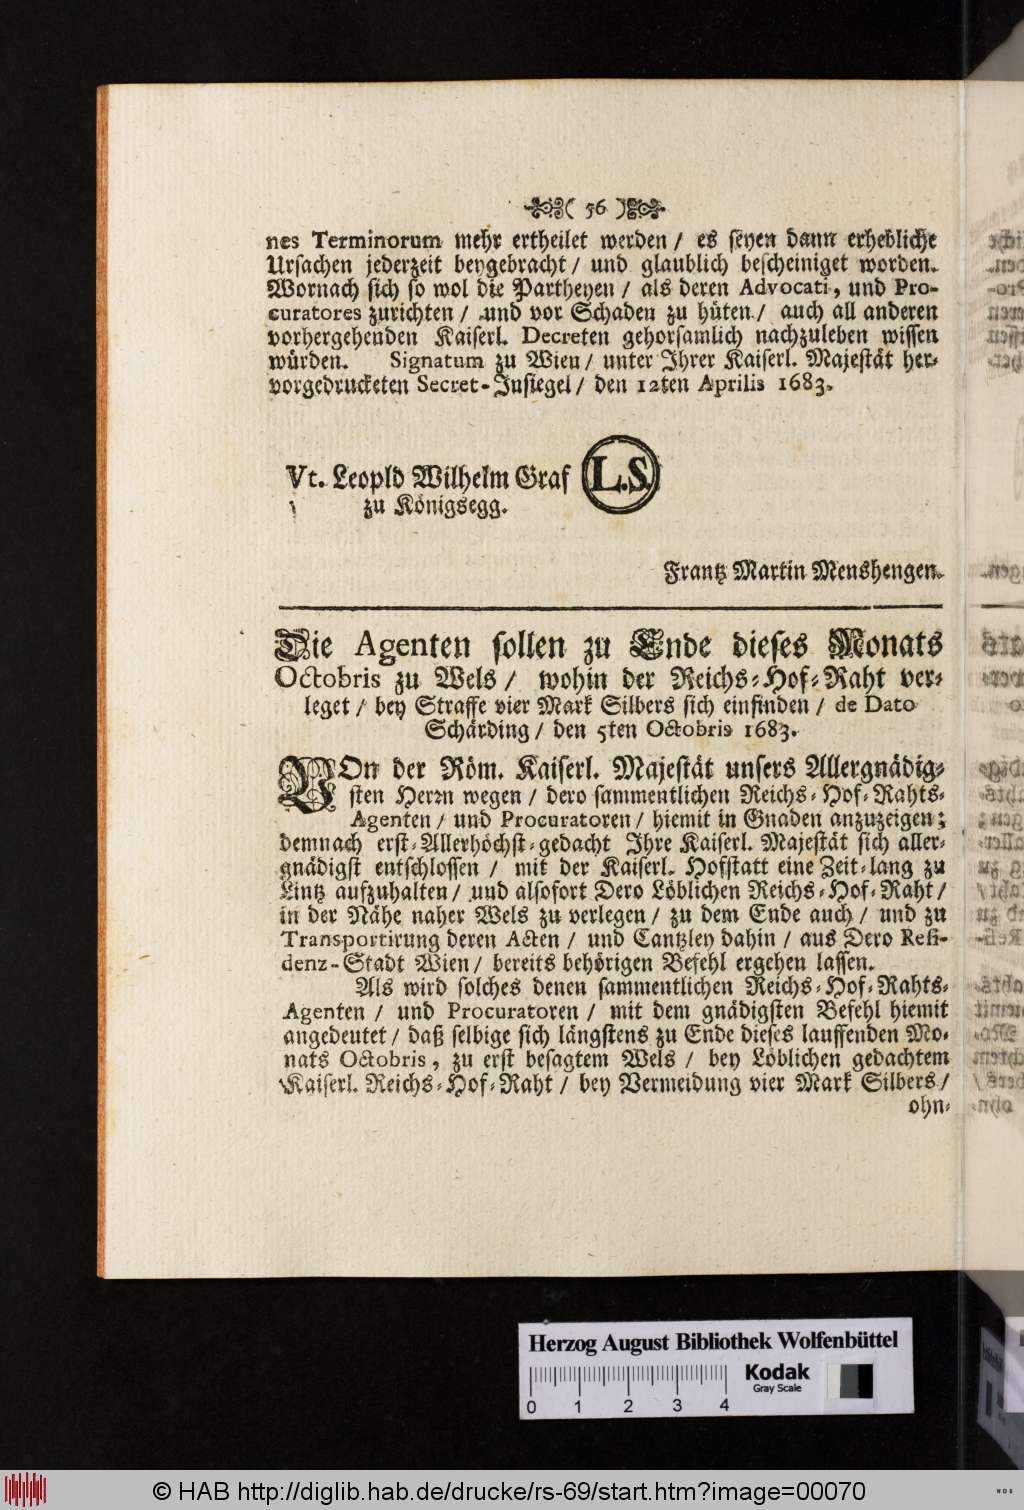 ( 56 )
nes Terminorum mehr ertheilet werden / es seyen dann erhebliche
Ursachen jederzeit beygebracht / und glaublich bescheiniget worden.
Wornach sich so wol die Partheyen / als deren Advocati, und Pro-
curatores zurichten / und vor Schaden zu hüten / auch all anderen
vorhergehenden Kaiserl. Decreten gehorsamlich nachzuleben wissen
würden. Signatum zu Wien / unter Ihrer Kaiserl. Majestät her-
vorgedrucketen Secret-Insiegel / den 12ten Aprilis 1683.
Vt. Leopld Wilhelm Graf L.S.
zu Königsegg.
Frantz Martin Menshengen.
Die Agenten sollen zu Ende dieses Monats
Octobris zu Wels / wohin der Reichs-Hof-Raht ver-
leget / bey Straffe vier Mark Silbers sich einfinden / de Dato
Schärding / den 5ten Octobris 1683.
VOn der Röm. Kaiserl. Majestät unsers Allergnädig-
sten Herrn wegen / dero sammentlichen Reichs-Hof-Rahts-
Agenten / und Procuratoren / hiemit in Gnaden anzuzeigen;
demnach erst-Allerhöchst-gedacht Ihre Kaiserl. Majestät sich aller-
gnädigst entschlossen / mit der Kaiserl. Hofstatt eine Zeit-lang zu
Lintz aufzuhalten / und alsofort Dero Löblichen Reichs-Hof-Raht /
in der Nähe naher Wels zu verlegen / zu dem Ende auch / und zu
Transportirung deren Acten / und Cantzley dahin / aus Dero Resi-
denz-Stadt Wien / bereits behörigen Befehl ergehen lassen.
Als wird solches denen sammentlichen Reichs-Hof-Rahts-
Agenten / und Procuratoren / mit dem gnädigsten Befehl hiemit
angedeutet / daß selbige sich längstens zu Ende dieses lauffenden Mo-
nats Octobris, zu erst besagtem Wels / bey Löblichen gedachtem
Kaiserl. Reichs-Hof-Raht / bey Vermeidung vier Mark Silbers /
ohn-
Herzog August Bibliothek Wolfenbüttel
Kodak
Gray Scale
0 1 2 3 4
© HAB http://diglib.hab.de/drucke/rs-69/start.htm?image=00070